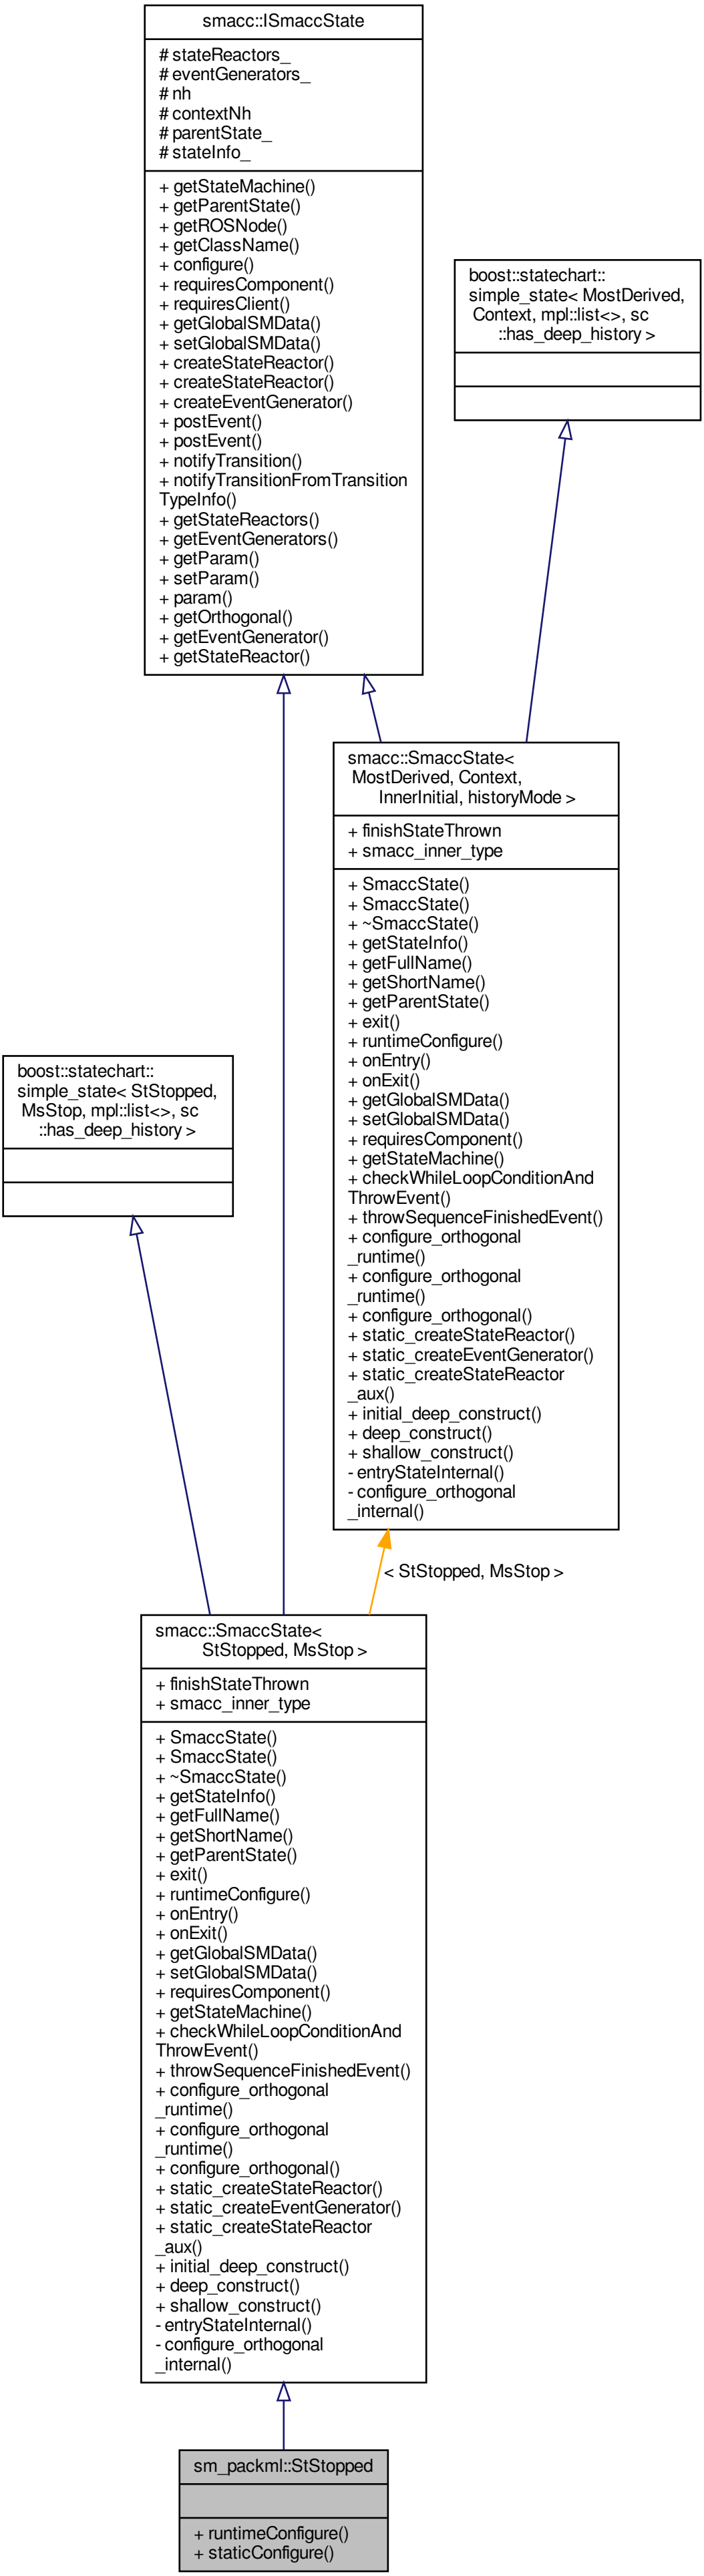 smacc::ISmaccState
# stateReactors_
# eventGenerators_
# nh
# contextNh
# parentState_
# stateInfo_
+ getStateMachine()
+ getParentState()
+ getROSNode()
+ getClassName()
+ configure()
+ requiresComponent()
+ requiresClient()
+ getGlobalSMData()
+ setGlobalSMData()
+ createStateReactor()
+ createStateReactor()
+ createEventGenerator()
+ postEvent()
+ postEvent()
+ notifyTransition()
+ notifyTransitionFromTransition
TypeInfo()
+ getStateReactors()
+ getEventGenerators()
+ getParam()
+ setParam()
+ param()
+ getOrthogonal()
+ getEventGenerator()
+ getStateReactor()
boost::statechart::
simple_state< MostDerived,
Context, mpl::list<>, sc
::has_deep_history >
smacc::SmaccState<
MostDerived, Context,
InnerInitial, historyMode >
+ finishStateThrown
+ smacc_inner_type
+ SmaccState()
+ SmaccState()
+ ~SmaccState()
+ getStateInfo()
+ getFullName()
+ getShortName()
+ getParentState()
+ exit()
+ runtimeConfigure()
+ onEntry()
+ onExit()
+ getGlobalSMData()
+ setGlobalSMData()
+ requiresComponent()
+ getStateMachine()
+ checkWhileLoopConditionAnd
ThrowEvent()
+ throwSequenceFinishedEvent()
+ configure_orthogonal
_runtime()
+ configure_orthogonal
_runtime()
+ configure_orthogonal()
+ static_createStateReactor()
+ static_createEventGenerator()
+ static_createStateReactor
_aux()
+ initial_deep_construct()
+ deep_construct()
+ shallow_construct()
- entryStateInternal()
- configure_orthogonal
_internal()
boost::statechart::
simple_state< StStopped,
MsStop, mpl::list<>, sc
::has_deep_history >
< StStopped, MsStop >
smacc::SmaccState<
StStopped, MsStop >
+ finishStateThrown
+ smacc_inner_type
+ SmaccState()
+ SmaccState()
+ ~SmaccState()
+ getStateInfo()
+ getFullName()
+ getShortName()
+ getParentState()
+ exit()
+ runtimeConfigure()
+ onEntry()
+ onExit()
+ getGlobalSMData()
+ setGlobalSMData()
+ requiresComponent()
+ getStateMachine()
+ checkWhileLoopConditionAnd
ThrowEvent()
+ throwSequenceFinishedEvent()
+ configure_orthogonal
_runtime()
+ configure_orthogonal
_runtime()
+ configure_orthogonal()
+ static_createStateReactor()
+ static_createEventGenerator()
+ static_createStateReactor
_aux()
+ initial_deep_construct()
+ deep_construct()
+ shallow_construct()
- entryStateInternal()
- configure_orthogonal
_internal()
sm_packml::StStopped
+ runtimeConfigure()
+ staticConfigure()